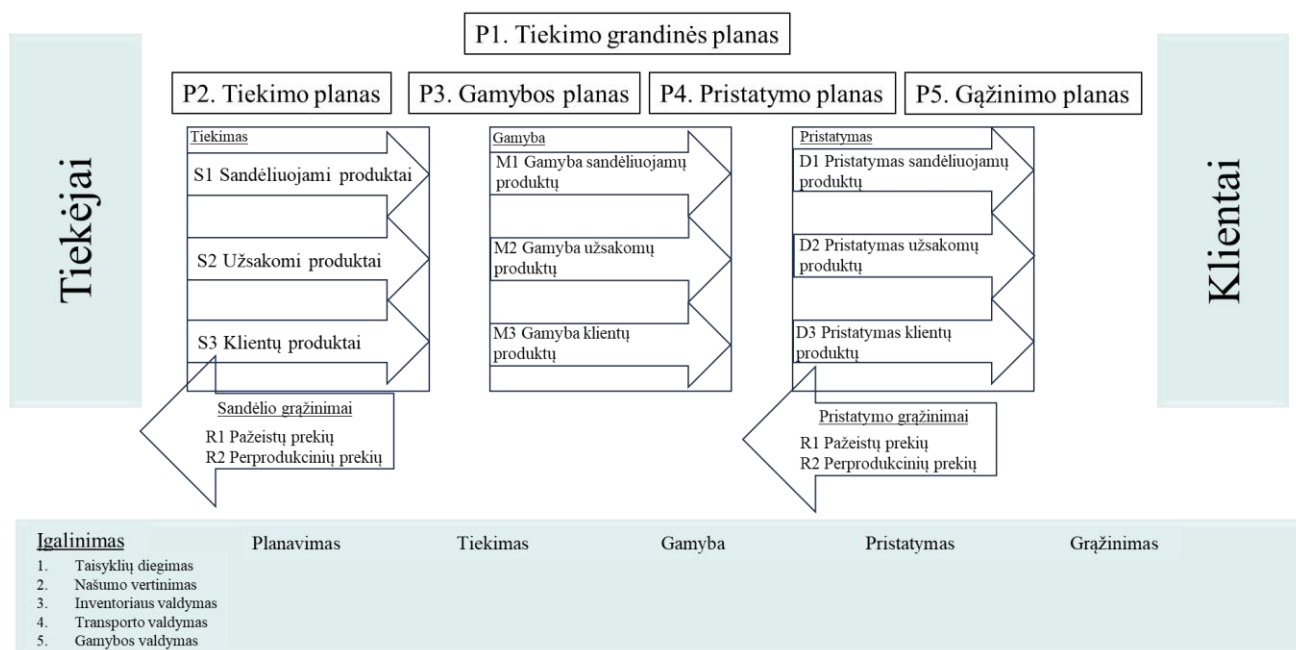 P1. Tiekimo grandinės planas
P2. Tiekimo planas
P3. Gamybos planas
P4. Pristatymo planas
P5. Gąžinimo planas
Tiekėjai
Tiekimas
S1 Sandėliuojami produktai
S2 Užsakomi produktai
S3 Klientų produktai
Gamyba
M1 Gamyba sandėliuojamų
produktų
M2 Gamyba užsakomų
produktų
M3 Gamyba klientų
produktų
Pristatymas
D1 Pristatymas sandėliuojamų
produktų
D2 Pristatymas užsakomų
produktų
D3 Pristatymas klientų
produktų
Klientai
Sandėlio grąžinimai
R1 Pažeistų prekių
R2 Perprodukcinių prekių
Pristatymo grąžinimai
R1 Pažeistų prekių
R2 Perprodukcinių prekių
Igalinimas
Planavimas
Tiekimas
Gamyba
Pristatymas
Grąžinimas
1. Taisyklių diegimas
2. Našumo vertinimas
3. Inventoriaus valdymas
4. Transporto valdymas
5. Gamybos valdymas